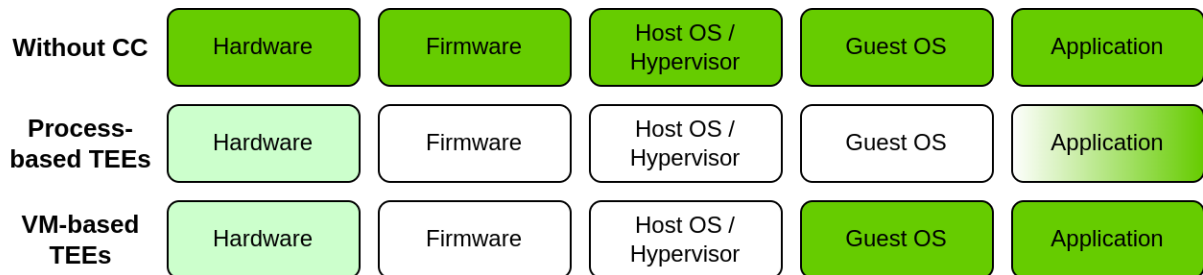 Without CC
Hardware
Firmware
Host OS /
Hypervisor
Guest OS
Application
Process-
based TEEs
Hardware
Firmware
Host OS /
Hypervisor
Guest OS
Application
VM-based
TEEs
Hardware
Firmware
Host OS /
Hypervisor
Guest OS
Application